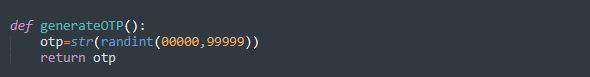 def generateOTP():
    otp=str(randint(00000,99999))
    return otp